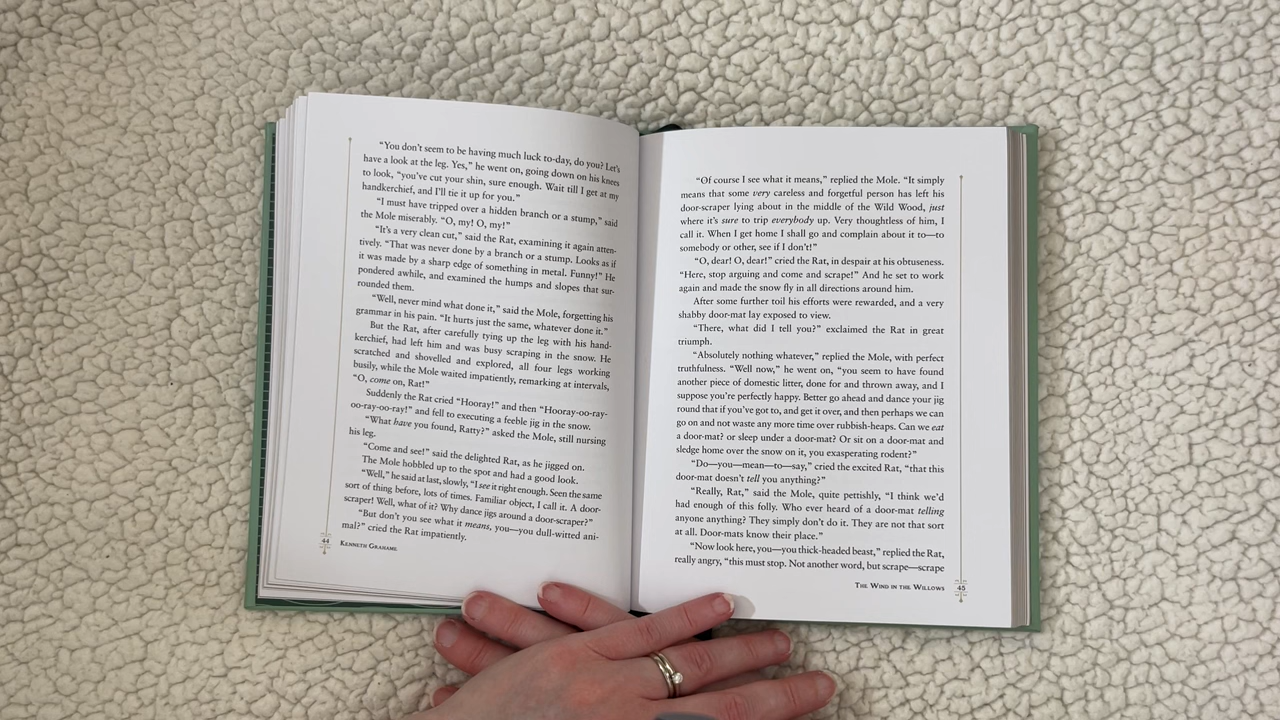 “You don’t seem to be having much luck to-day, do you? Let’s
have a look at the leg. Yes,” he went on, going down on his knees
to look, “you’ve cut your shin, sure enough. Wait till I get at my
handkerchief, and I’ll tie it up for you.”
“I must have tripped over a hidden branch or a stump,” said
the Mole miserably. “O, my! O, my!”
“It’s a very clean cut,” said the Rat, examining it again atten-
tively. “That was never done by a branch or a stump. Looks as if
it was made by a sharp edge of something in metal. Funny!” He
pondered awhile, and examined the humps and slopes that sur-
rounded them.
“Well, never mind what done it,” said the Mole, forgetting his
grammar in his pain. “It hurts just the same, whatever done it.”
But the Rat, after carefully tying up the leg with his hand-
kerchief, had left him and was busy scraping in the snow. He
scratched and shovelled and explored, all four legs working
busily, while the Mole waited impatiently, remarking at intervals,
“O, come on, Rat!”
Suddenly the Rat cried “Hooray!” and then “Hooray-oo-ray-
oo-ray-oo-ray!” and fell to executing a feeble jig in the snow.
“What have you found, Ratty?” asked the Mole, still nursing
his leg.
“Come and see!” said the delighted Rat, as he jigged on.
The Mole hobbled up to the spot and had a good look.
“Well,” he said at last, slowly, “I see it right enough. Seen the same
sort of thing before, lots of times. Familiar object, I call it. A door-
scraper! Well, what of it? Why dance jigs around a door-scraper?”
“But don’t you see what it means, you—you dull-witted ani-
mal?” cried the Rat impatiently.
44
Kenneth Grahame
“Of course I see what it means,” replied the Mole. “It simply
means that some very careless and forgetful person has left his
door-scraper lying about in the middle of the Wild Wood, just
where it’s sure to trip everybody up. Very thoughtless of him, I
call it. When I get home I shall go and complain about it to—to
somebody or other, see if I don’t!”
“O, dear! O, dear!” cried the Rat, in despair at his obtuseness.
“Here, stop arguing and come and scrape!” And he set to work
again and made the snow fly in all directions around him.
After some further toil his efforts were rewarded, and a very
shabby door-mat lay exposed to view.
“There, what did I tell you?” exclaimed the Rat in great
triumph.
“Absolutely nothing whatever,” replied the Mole, with perfect
truthfulness. “Well now,” he went on, “you seem to have found
another piece of domestic litter, done for and thrown away, and I
suppose you’re perfectly happy. Better go ahead and dance your jig
round that if you’ve got to, and get it over, and then perhaps we can
go on and not waste any more time over rubbish-heaps. Can we eat
a door-mat? or sleep under a door-mat? Or sit on a door-mat and
sledge home over the snow on it, you exasperating rodent?”
“Do—you—mean—to—say,” cried the excited Rat, “that this
door-mat doesn’t tell you anything?”
“Really, Rat,” said the Mole, quite pettishly, “I think we’d
had enough of this folly. Who ever heard of a door-mat telling
anyone anything? They simply don’t do it. They are not that sort
at all. Door-mats know their place.”
“Now look here, you—you thick-headed beast,” replied the Rat,
really angry, “this must stop. Not another word, but scrape—scrape
The Wind in the Willows
45